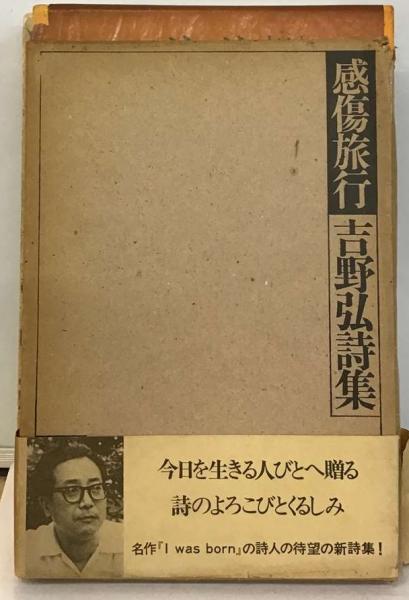 感傷旅行
吉野弘詩集
今日を生きる人びとへ贈る
詩のよろこびとくるしみ
名作『I was born』の詩人の待望の新詩集!